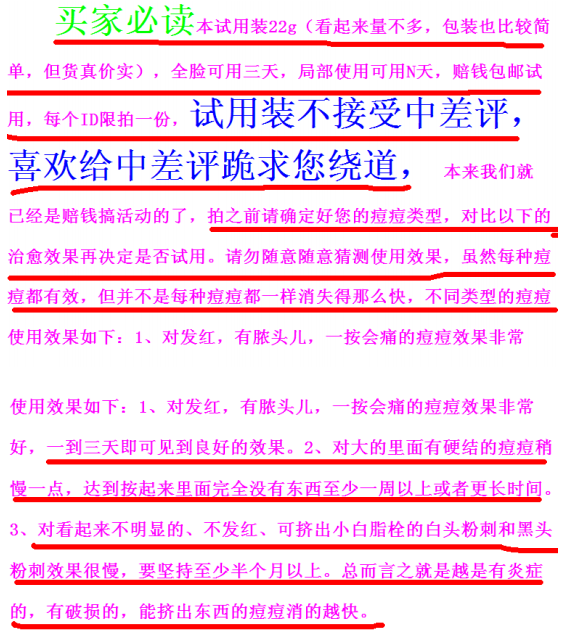 买家必读本试用装22g（看起来量不多，包装也比较简
单，但货真价实），全脸可用三天，局部使用可用N天，赔钱包邮试
用，每个ID限拍一份，试用装不接受中差评，
喜欢给中差评跪求您绕道， 本来我们就
已经是赔钱搞活动的了，拍之前请确定好您的痘痘类型，对比以下的
治愈效果再决定是否试用。请勿随意随意猜测使用效果，虽然每种痘
痘都有效，但并不是每种痘痘都一样消失得那么快，不同类型的痘痘
使用效果如下：1、对发红，有脓头儿，一按会痛的痘痘效果非常
使用效果如下：1、对发红，有脓头儿，一按会痛的痘痘效果非常
好，一到三天即可见到良好的效果。2、对大的里面有硬结的痘痘稍
慢一点，达到按起来里面完全没有东西至少一周以上或者更长时间。
3、对看起来不明显的、不发红、可挤出小白脂栓的白头粉刺和黑头
粉刺效果很慢，要坚持至少半个月以上。总而言之就是越是有炎症
的，有破损的，能挤出东西的痘痘消的越快。